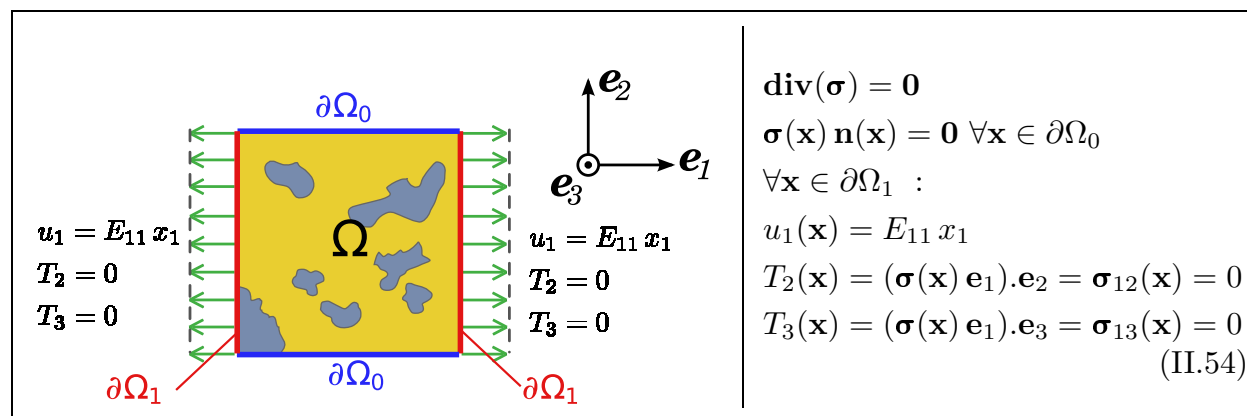 ∂Ω₀
e₂
e₁
e₃
u₁ = E₁₁ x₁
T₂ = 0
T₃ = 0
Ω
u₁ = E₁₁ x₁
T₂ = 0
T₃ = 0
∂Ω₁
∂Ω₀
∂Ω₁
div(σ) = 0
σ(x) n(x) = 0 ∀x ∈ ∂Ω₀
∀x ∈ ∂Ω₁ :
u₁(x) = E₁₁ x₁
T₂(x) = (σ(x) e₁).e₂ = σ₁₂(x) = 0
T₃(x) = (σ(x) e₁).e₃ = σ₁₃(x) = 0
(II.54)